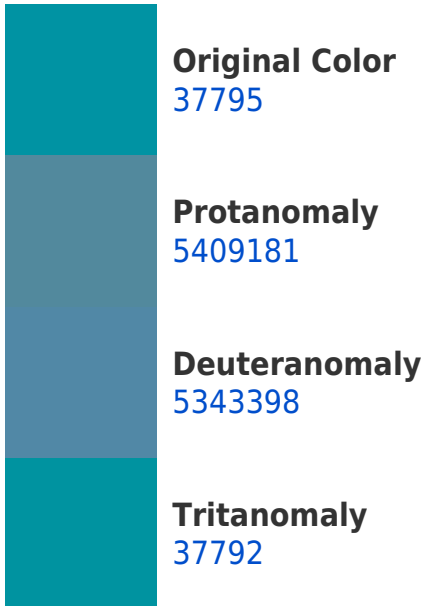 Original Color
37795
Protanomaly
5409181
Deuteranomaly
5343398
Tritanomaly
37792